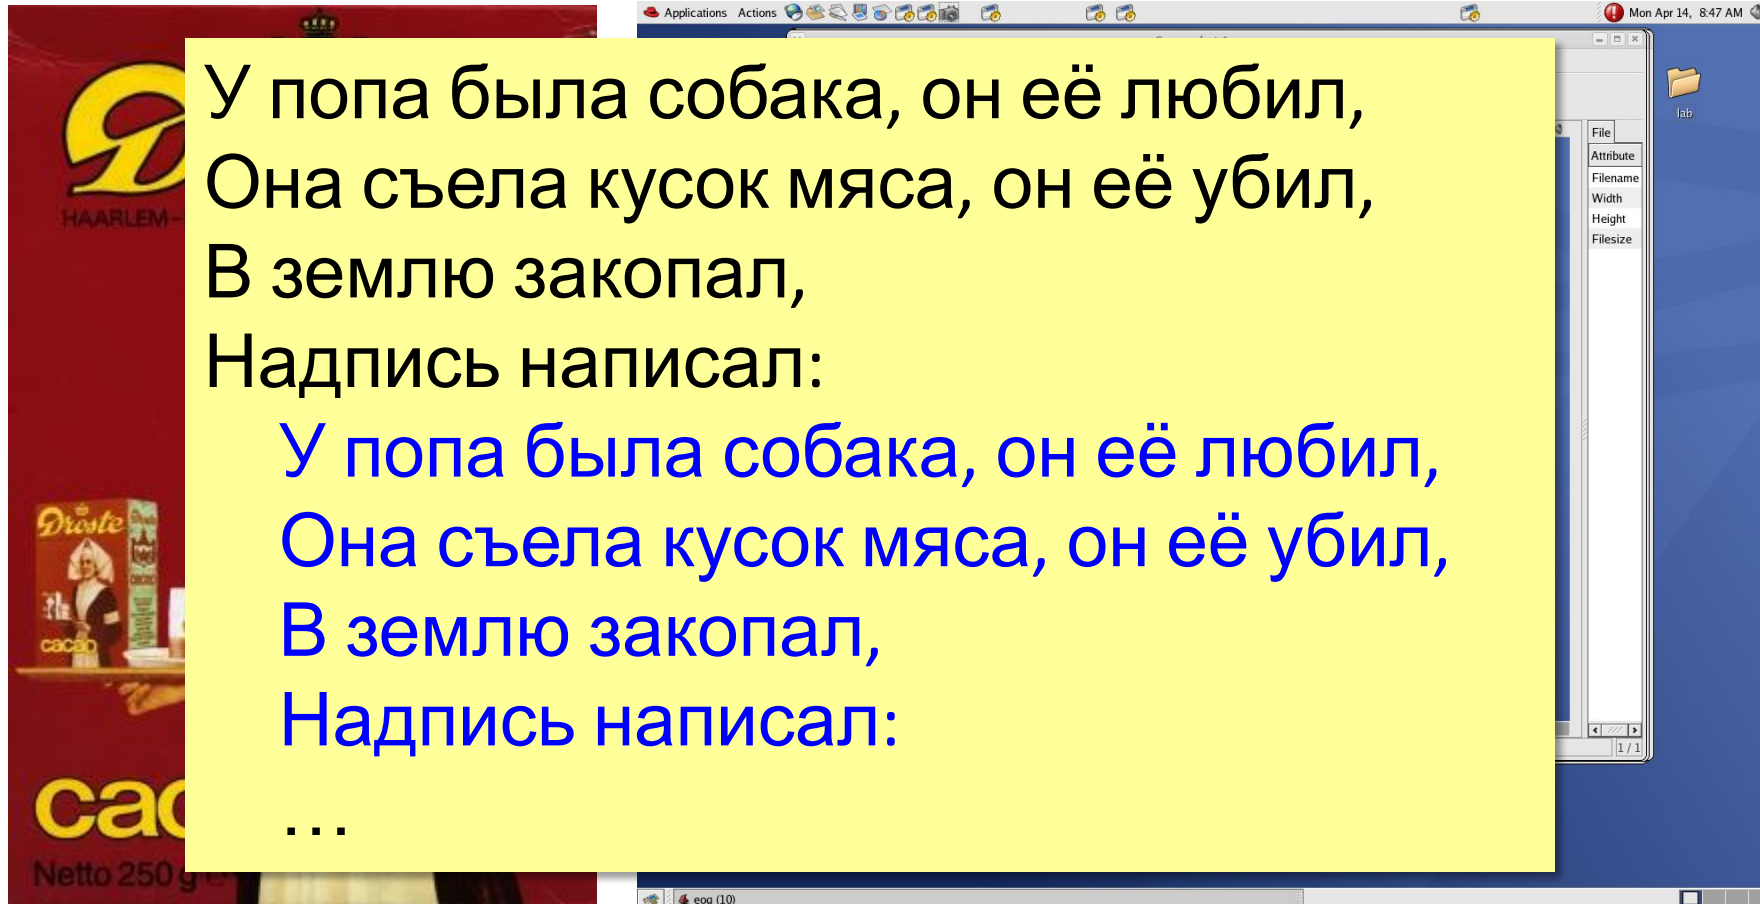 Applications Actions
Mon Apr 14, 8:47 AM
У попа была собака, он её любил,
Она съела кусок мяса, он её убил,
В землю закопал,
Надпись написал:
У попа была собака, он её любил,
Она съела кусок мяса, он её убил,
В землю закопал,
Надпись написал:
…
HAARLEM-
Droste
cacao
cac
Netto 250 g e
lab
File
Attribute
Filename
Width
Height
Filesize
1 / 1
eog (10)